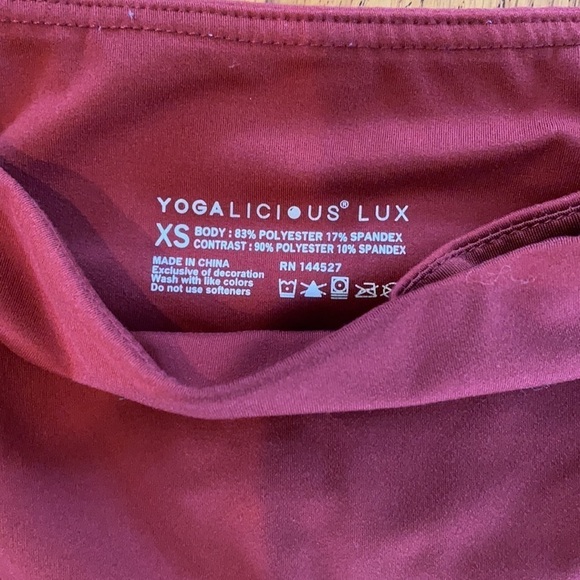 YOGALICIOUS® LUX
XS BODY : 83% POLYESTER 17% SPANDEX
CONTRAST : 90% POLYESTER 10% SPANDEX
MADE IN CHINA RN 144527
Exclusive of decoration
Wash with like colors
Do not use softeners